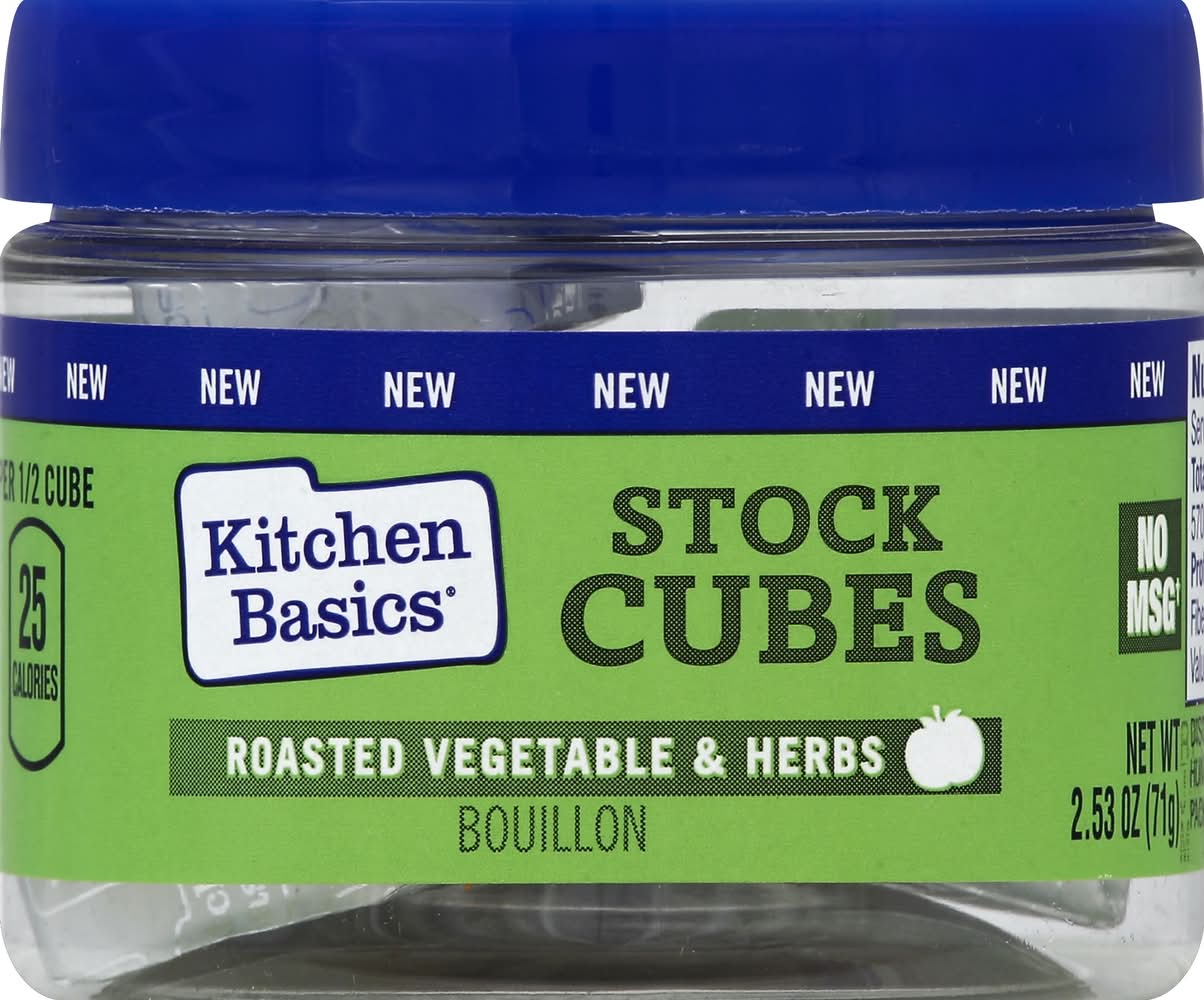 NEW NEW NEW NEW NEW NEW NEW
PER 1/2 CUBE
25
CALORIES
Kitchen
Basics®
STOCK
CUBES
ROASTED VEGETABLE & HERBS
BOUILLON
NO
MSG†
NET WT
2.53 OZ (71g)